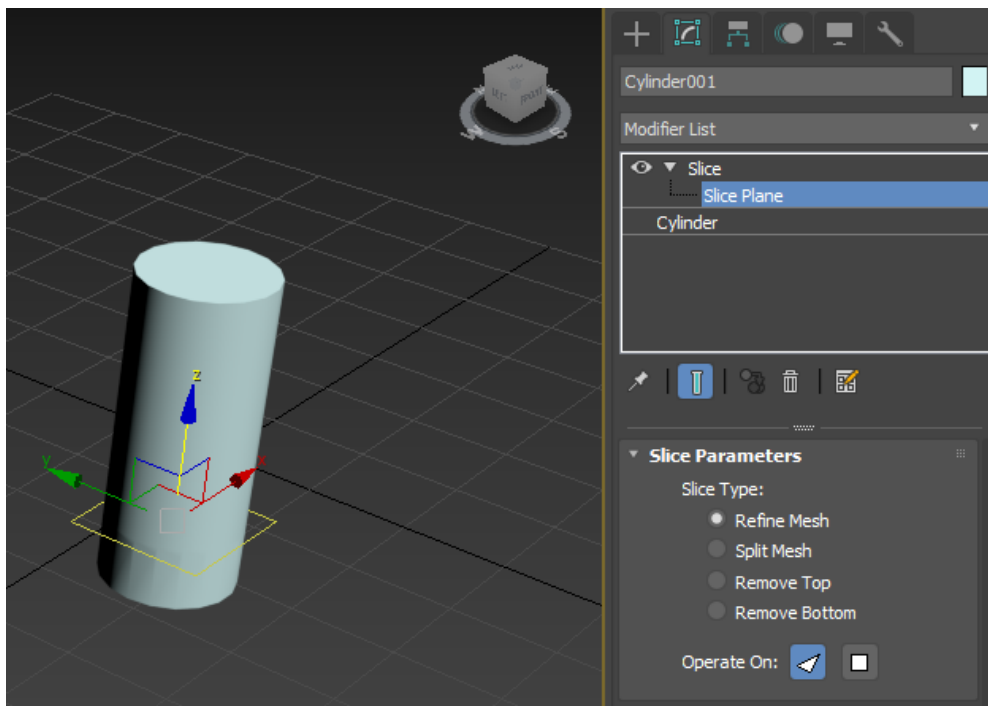 Cylinder001
Modifier List
Slice
Slice Plane
Cylinder
Slice Parameters
Slice Type:
Refine Mesh
Split Mesh
Remove Top
Remove Bottom
Operate On:
z
y
x